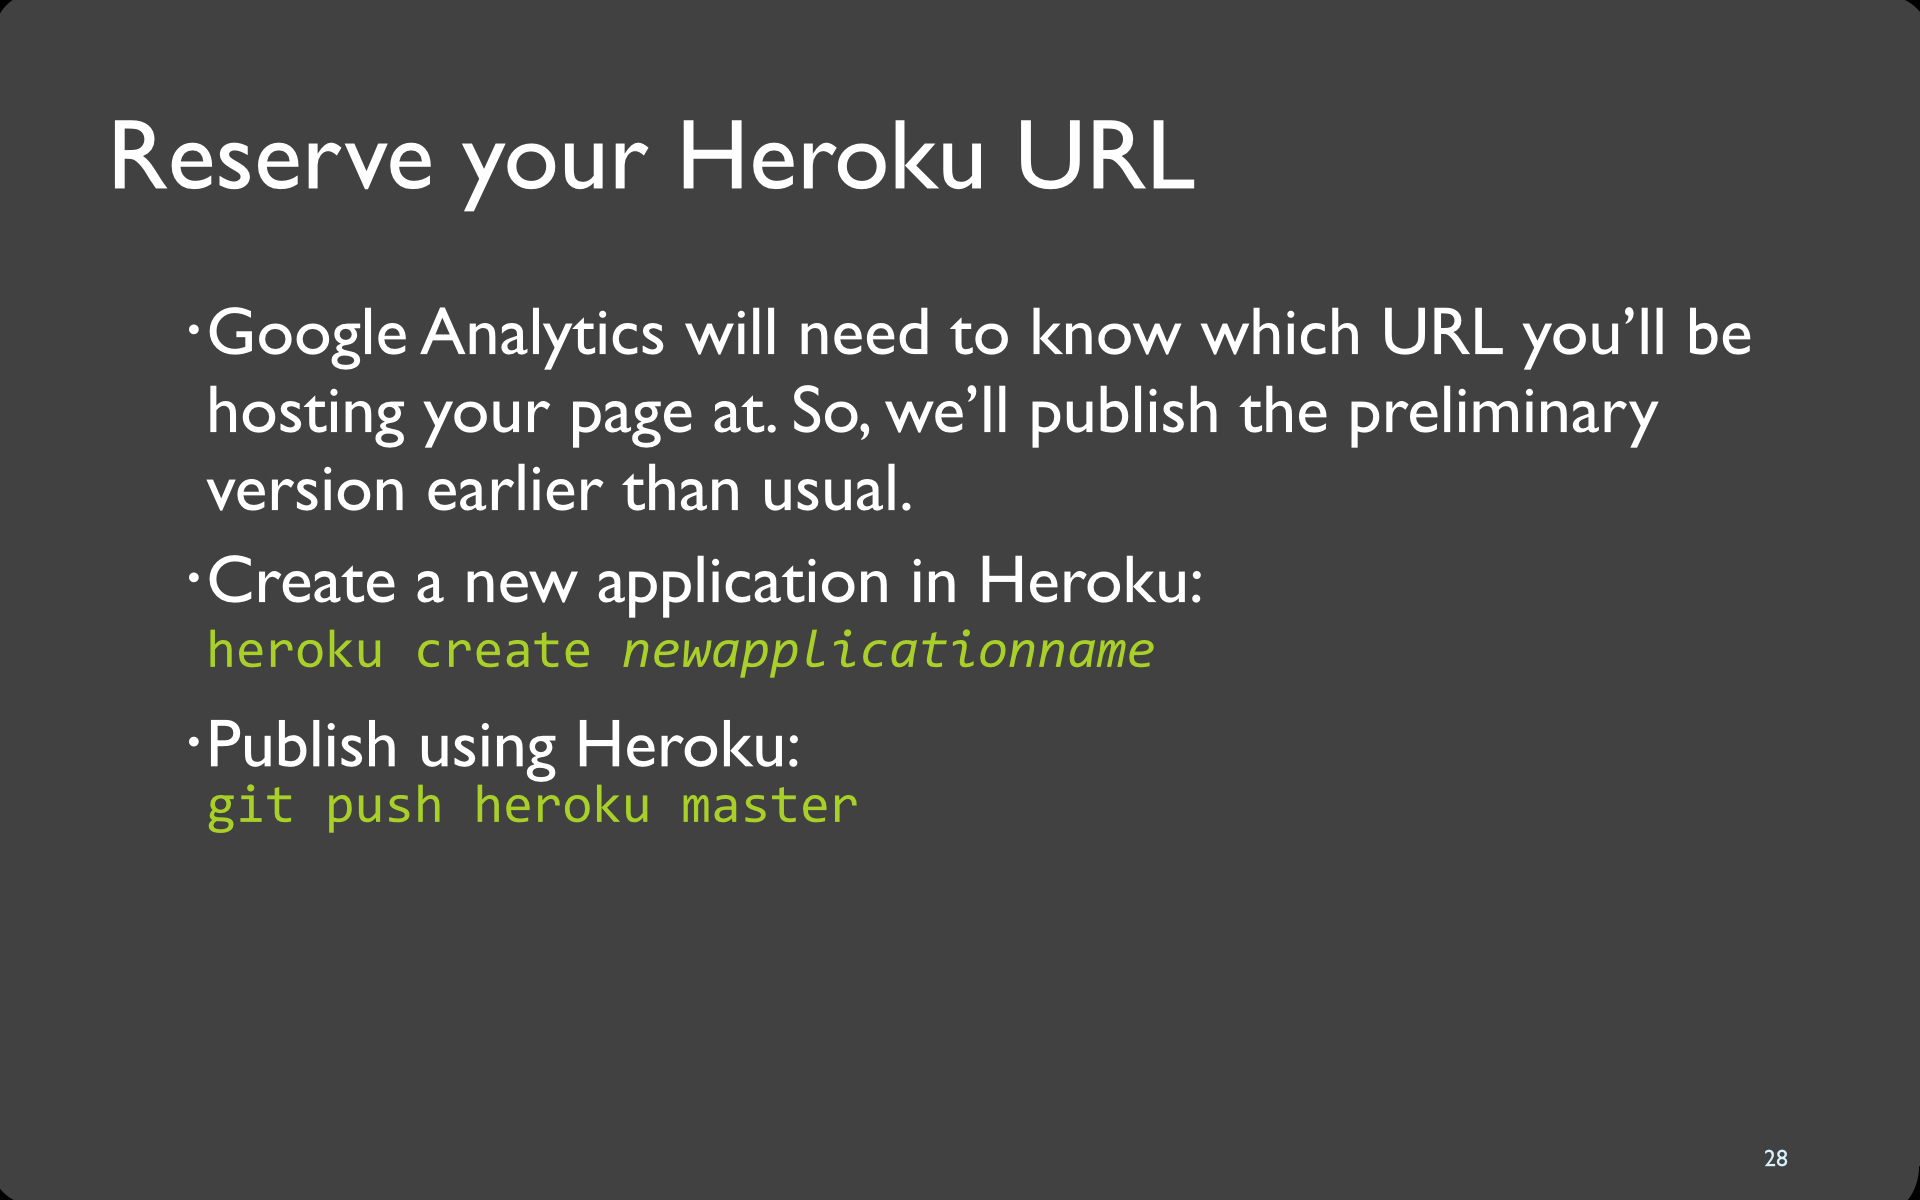 Reserve your Heroku URL
•Google Analytics will need to know which URL you’ll be
hosting your page at. So, we’ll publish the preliminary
version earlier than usual.
•Create a new application in Heroku:
heroku create newapplicationname
•Publish using Heroku:
git push heroku master
28